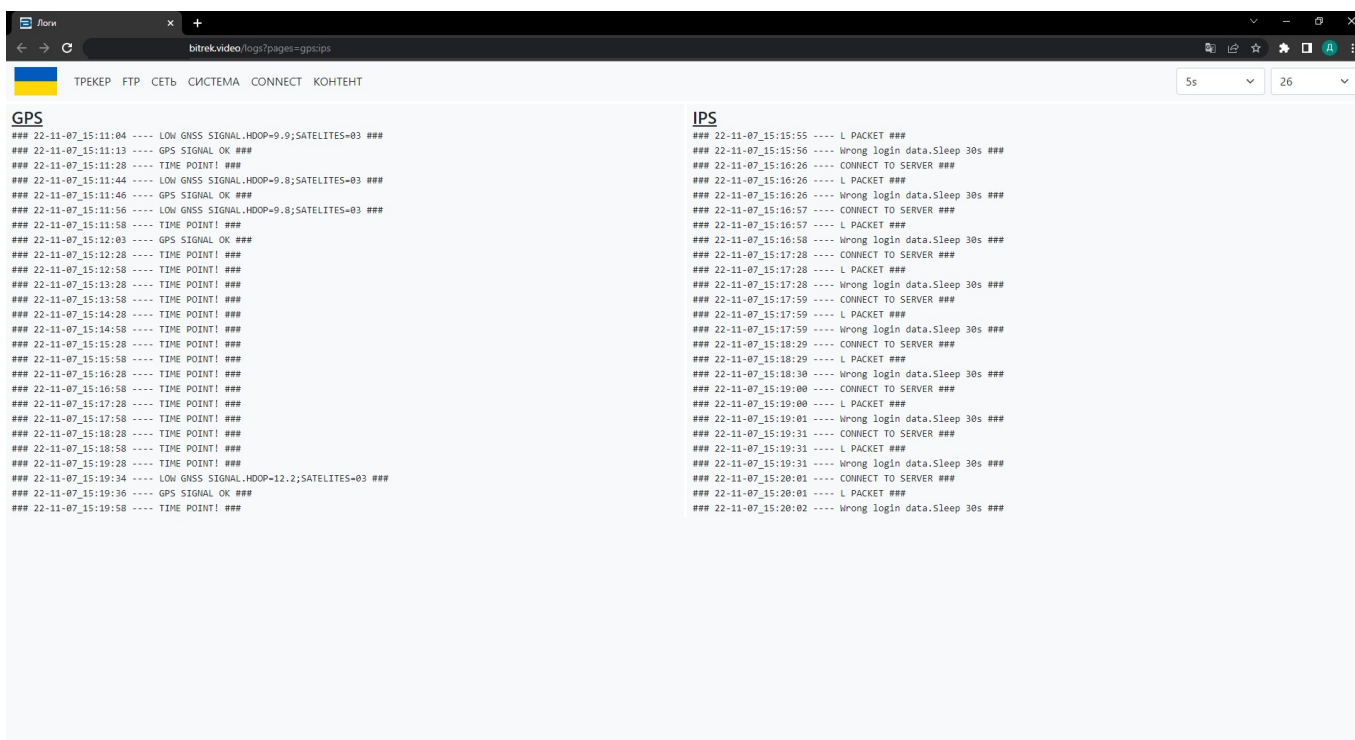 Логи
bitrek.video/logs?pages=gps:ips
Д
ТРЕКЕР FTP СЕТЬ СИСТЕМА CONNECT КОНТЕНТ
5s
26
GPS
### 22-11-07_15:11:04 ---- LOW GNSS SIGNAL.HDOP=9.9;SATELITES=03 ###
### 22-11-07_15:11:13 ---- GPS SIGNAL OK ###
### 22-11-07_15:11:28 ---- TIME POINT! ###
### 22-11-07_15:11:44 ---- LOW GNSS SIGNAL.HDOP=9.8;SATELITES=03 ###
### 22-11-07_15:11:46 ---- GPS SIGNAL OK ###
### 22-11-07_15:11:56 ---- LOW GNSS SIGNAL.HDOP=9.8;SATELITES=03 ###
### 22-11-07_15:11:58 ---- TIME POINT! ###
### 22-11-07_15:12:03 ---- GPS SIGNAL OK ###
### 22-11-07_15:12:28 ---- TIME POINT! ###
### 22-11-07_15:12:58 ---- TIME POINT! ###
### 22-11-07_15:13:28 ---- TIME POINT! ###
### 22-11-07_15:13:58 ---- TIME POINT! ###
### 22-11-07_15:14:28 ---- TIME POINT! ###
### 22-11-07_15:14:58 ---- TIME POINT! ###
### 22-11-07_15:15:28 ---- TIME POINT! ###
### 22-11-07_15:15:58 ---- TIME POINT! ###
### 22-11-07_15:16:28 ---- TIME POINT! ###
### 22-11-07_15:16:58 ---- TIME POINT! ###
### 22-11-07_15:17:28 ---- TIME POINT! ###
### 22-11-07_15:17:58 ---- TIME POINT! ###
### 22-11-07_15:18:28 ---- TIME POINT! ###
### 22-11-07_15:18:58 ---- TIME POINT! ###
### 22-11-07_15:19:28 ---- TIME POINT! ###
### 22-11-07_15:19:34 ---- LOW GNSS SIGNAL.HDOP=12.2;SATELITES=03 ###
### 22-11-07_15:19:36 ---- GPS SIGNAL OK ###
### 22-11-07_15:19:58 ---- TIME POINT! ###
IPS
### 22-11-07_15:15:55 ---- L PACKET ###
### 22-11-07_15:15:56 ---- Wrong login data.Sleep 30s ###
### 22-11-07_15:16:26 ---- CONNECT TO SERVER ###
### 22-11-07_15:16:26 ---- L PACKET ###
### 22-11-07_15:16:26 ---- Wrong login data.Sleep 30s ###
### 22-11-07_15:16:57 ---- CONNECT TO SERVER ###
### 22-11-07_15:16:57 ---- L PACKET ###
### 22-11-07_15:16:58 ---- Wrong login data.Sleep 30s ###
### 22-11-07_15:17:28 ---- CONNECT TO SERVER ###
### 22-11-07_15:17:28 ---- L PACKET ###
### 22-11-07_15:17:28 ---- Wrong login data.Sleep 30s ###
### 22-11-07_15:17:59 ---- CONNECT TO SERVER ###
### 22-11-07_15:17:59 ---- L PACKET ###
### 22-11-07_15:17:59 ---- Wrong login data.Sleep 30s ###
### 22-11-07_15:18:29 ---- CONNECT TO SERVER ###
### 22-11-07_15:18:29 ---- L PACKET ###
### 22-11-07_15:18:30 ---- Wrong login data.Sleep 30s ###
### 22-11-07_15:19:00 ---- CONNECT TO SERVER ###
### 22-11-07_15:19:00 ---- L PACKET ###
### 22-11-07_15:19:01 ---- Wrong login data.Sleep 30s ###
### 22-11-07_15:19:31 ---- CONNECT TO SERVER ###
### 22-11-07_15:19:31 ---- L PACKET ###
### 22-11-07_15:19:31 ---- Wrong login data.Sleep 30s ###
### 22-11-07_15:20:01 ---- CONNECT TO SERVER ###
### 22-11-07_15:20:01 ---- L PACKET ###
### 22-11-07_15:20:02 ---- Wrong login data.Sleep 30s ###